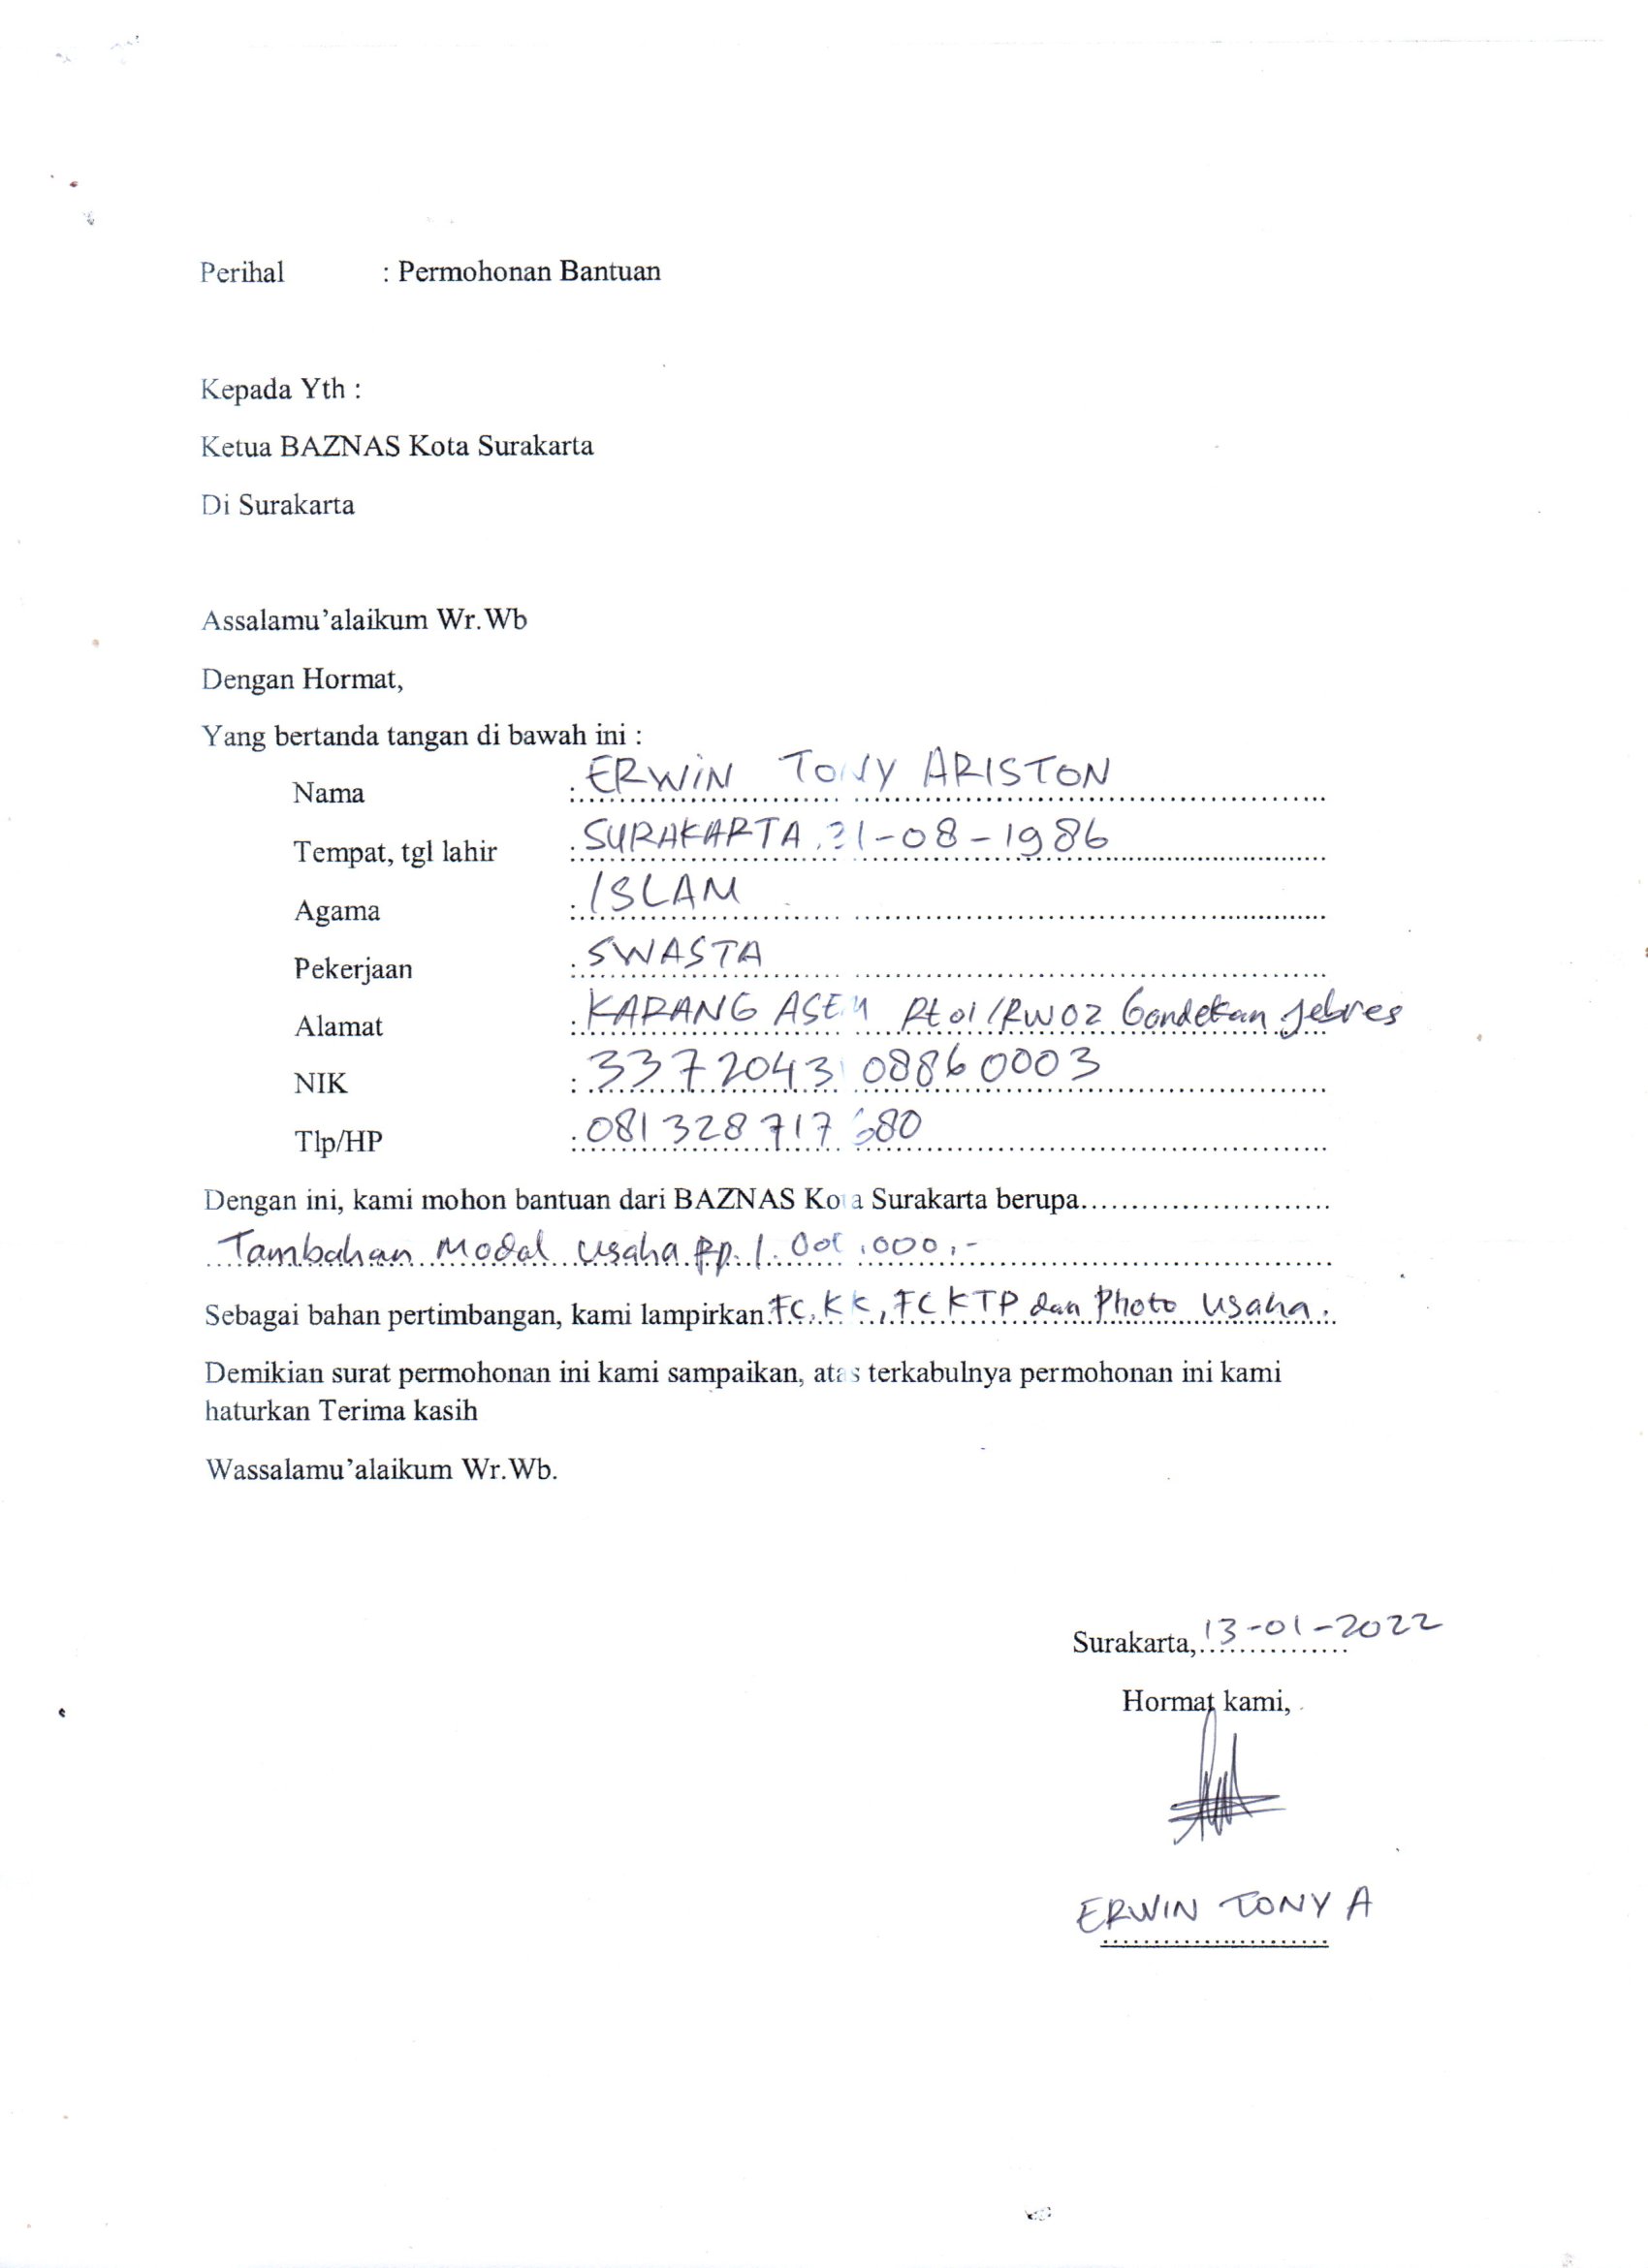 Perihal : Permohonan Bantuan
Kepada Yth :
Ketua BAZNAS Kota Surakarta
Di Surakarta
Assalamu’alaikum Wr.Wb
Dengan Hormat,
Yang bertanda tangan di bawah ini :
Nama : ERWIN TONY ARISTON
Tempat, tgl lahir : SURAKARTA, 31-08-1986
Agama : ISLAM
Pekerjaan : SWASTA
Alamat : KARANG ASEM Rt01/RW02 Gandekan Jebres
NIK : 3372043108860003
Tlp/HP : 081328717680
Dengan ini, kami mohon bantuan dari BAZNAS Kota Surakarta berupa........................
Tambahan Modal Usaha Rp. 1.000.000,-
Sebagai bahan pertimbangan, kami lampirkan FC. KK, FC KTP dan Photo Usaha.
Demikian surat permohonan ini kami sampaikan, atas terkabulnya permohonan ini kami
haturkan Terima kasih
Wassalamu’alaikum Wr.Wb.
Surakarta, 13-01-2022
Hormat kami,
ERWIN TONY A